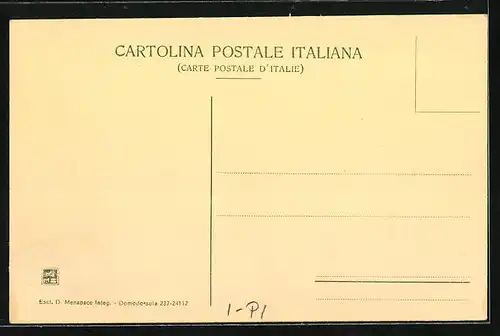 CARTOLINA POSTALE ITALIANA
(CARTE POSTALE D'ITALIE)
Escl. D. Menapace fotog. - Domodossola 227-24112
1-P1